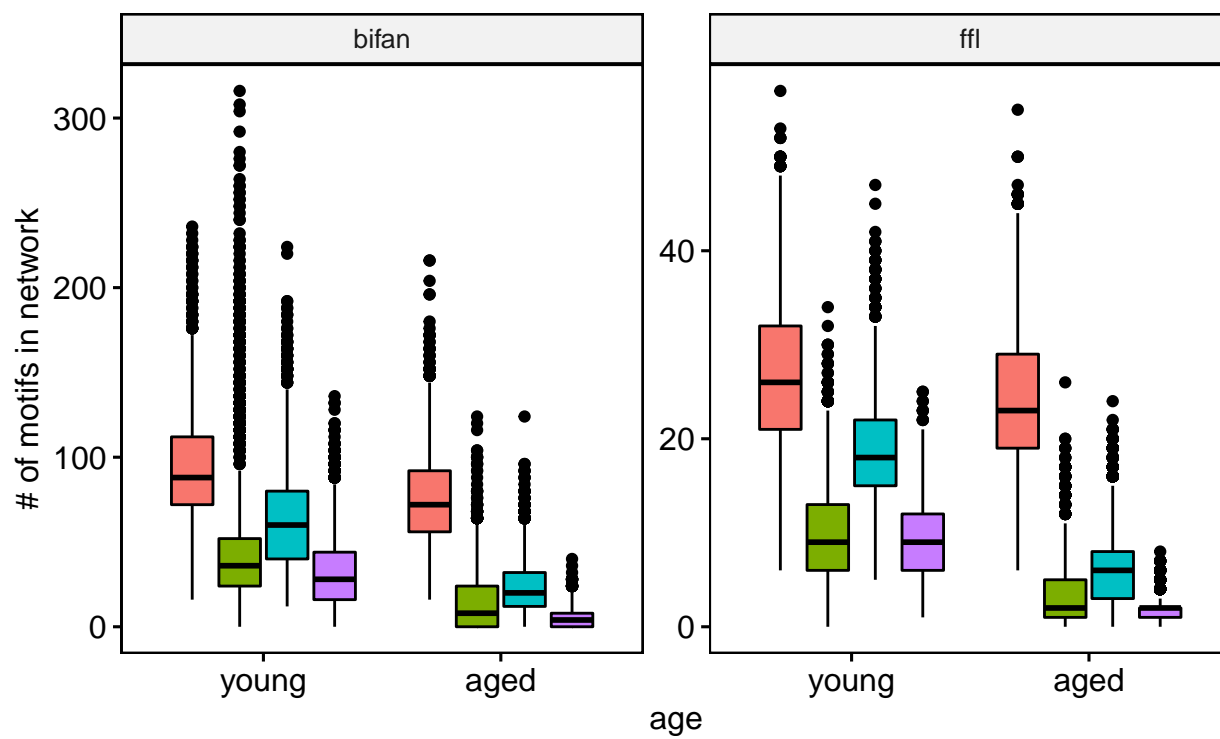 bifan
ffl
# of motifs in network
300
200
100
0
40
20
0
young
aged
young
aged
age